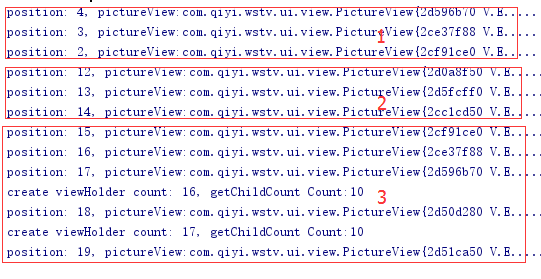 position: 4, pictureView:com.qiyi.wstv.ui.view.PictureView{2d596b70 V.E.....
position: 3, pictureView:com.qiyi.wstv.ui.view.PictureView{2ce37f88 V.E.....
position: 2, pictureView:com.qiyi.wstv.ui.view.PictureView{2cf91ce0 V.E.....
1
position: 12, pictureView:com.qiyi.wstv.ui.view.PictureView{2d0a8f50 V.E.....
position: 13, pictureView:com.qiyi.wstv.ui.view.PictureView{2d5fcff0 V.E.....
position: 14, pictureView:com.qiyi.wstv.ui.view.PictureView{2cc1cd50 V.E.....
2
position: 15, pictureView:com.qiyi.wstv.ui.view.PictureView{2cf91ce0 V.E.....
position: 16, pictureView:com.qiyi.wstv.ui.view.PictureView{2ce37f88 V.E.....
position: 17, pictureView:com.qiyi.wstv.ui.view.PictureView{2d596b70 V.E.....
create viewHolder count: 16, getChildCount Count:10
3
position: 18, pictureView:com.qiyi.wstv.ui.view.PictureView{2d50d280 V.E.....
create viewHolder count: 17, getChildCount Count:10
position: 19, pictureView:com.qiyi.wstv.ui.view.PictureView{2d51ca50 V.E.....